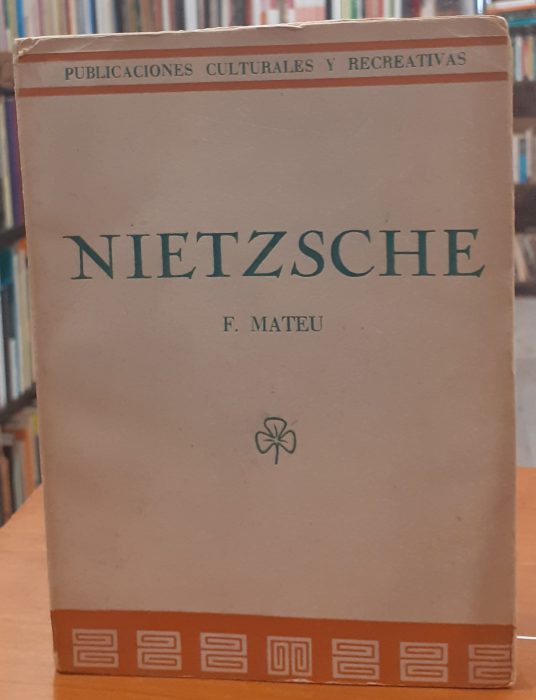 PUBLICACIONES CULTURALES Y RECREATIVAS
NIETZSCHE
F. MATEU